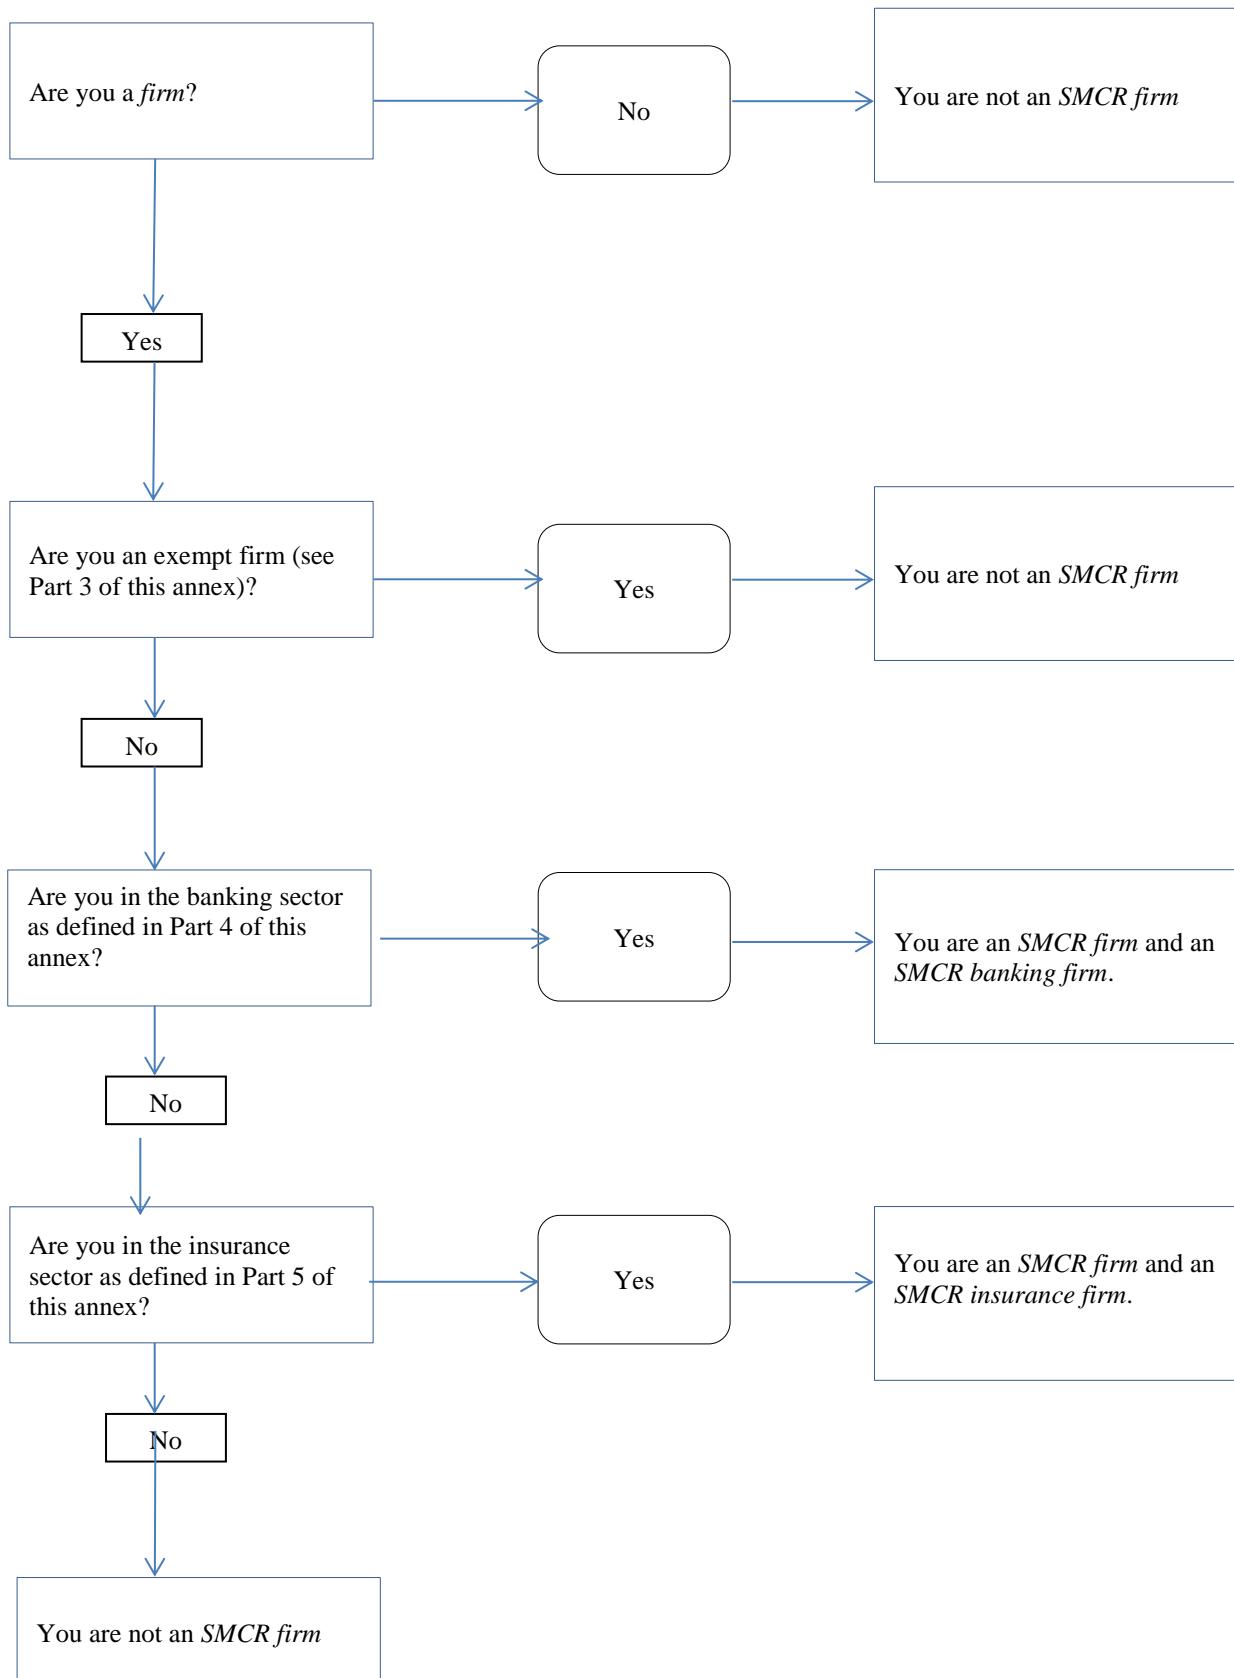 Are you a firm?
No
You are not an SMCR firm
Yes
Are you an exempt firm (see
Part 3 of this annex)?
Yes
You are not an SMCR firm
No
Are you in the banking sector
as defined in Part 4 of this
annex?
Yes
You are an SMCR firm and an
SMCR banking firm.
No
Are you in the insurance
sector as defined in Part 5 of
this annex?
Yes
You are an SMCR firm and an
SMCR insurance firm.
No
You are not an SMCR firm